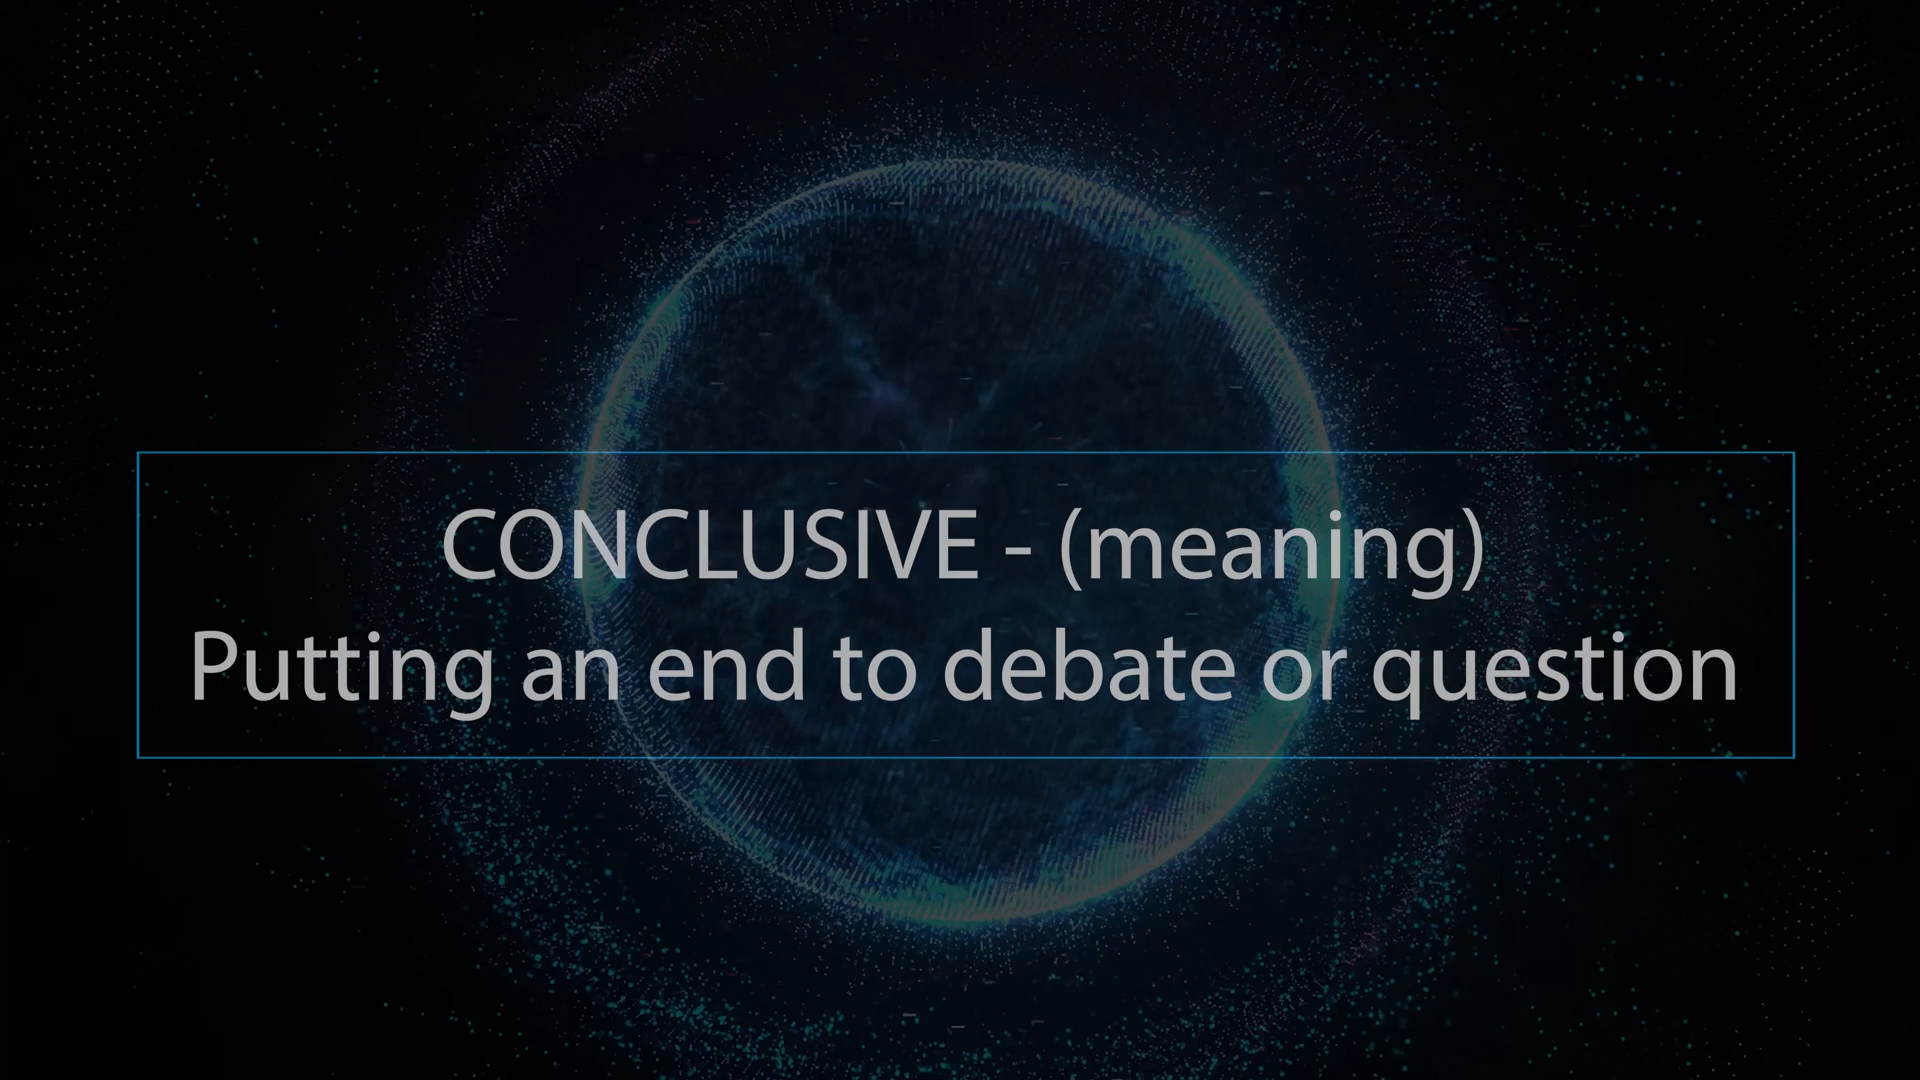 CONCLUSIVE - (meaning)
Putting an end to debate or question